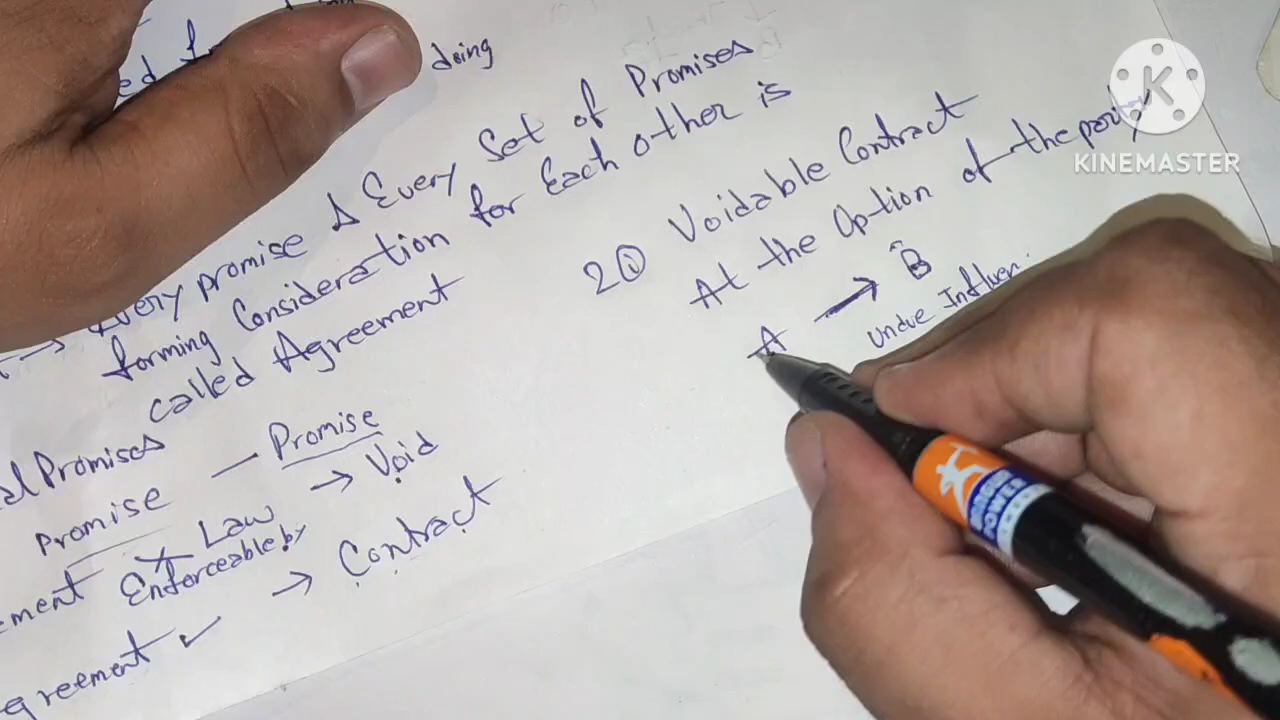 doing
Every promise & Every Set of Promises
forming Consideration for Each other is
called Agreement
Promises
Promise — Promise
X Law → Void
Enforceable by
Agreement ✓ → Contract
2(i) Voidable Contract
At the Option of the party
A → B
undue Influen
KINEMASTER